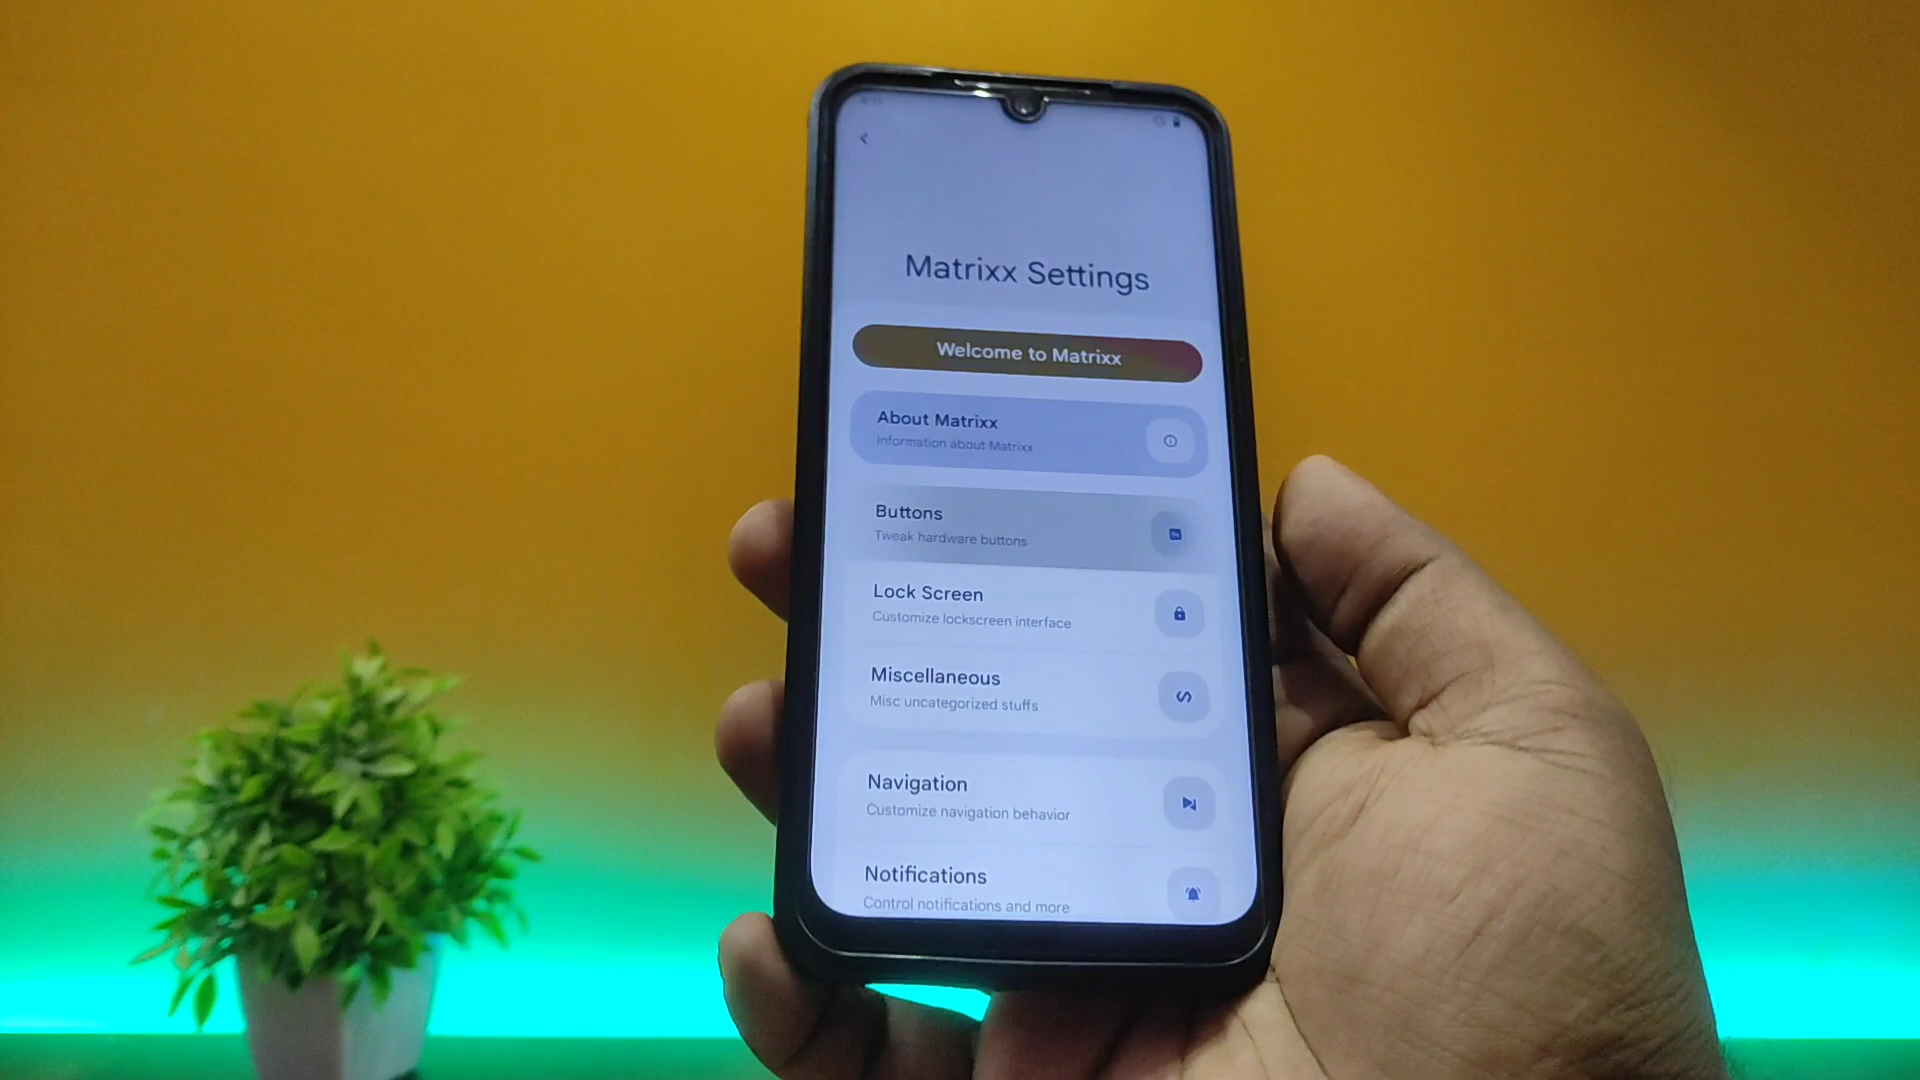 Matrixx Settings
Welcome to Matrixx
About Matrixx
Information about Matrixx
Buttons
Tweak hardware buttons
Lock Screen
Customize lockscreen interface
Miscellaneous
Misc uncategorized stuffs
Navigation
Customize navigation behavior
Notifications
Control notifications and more